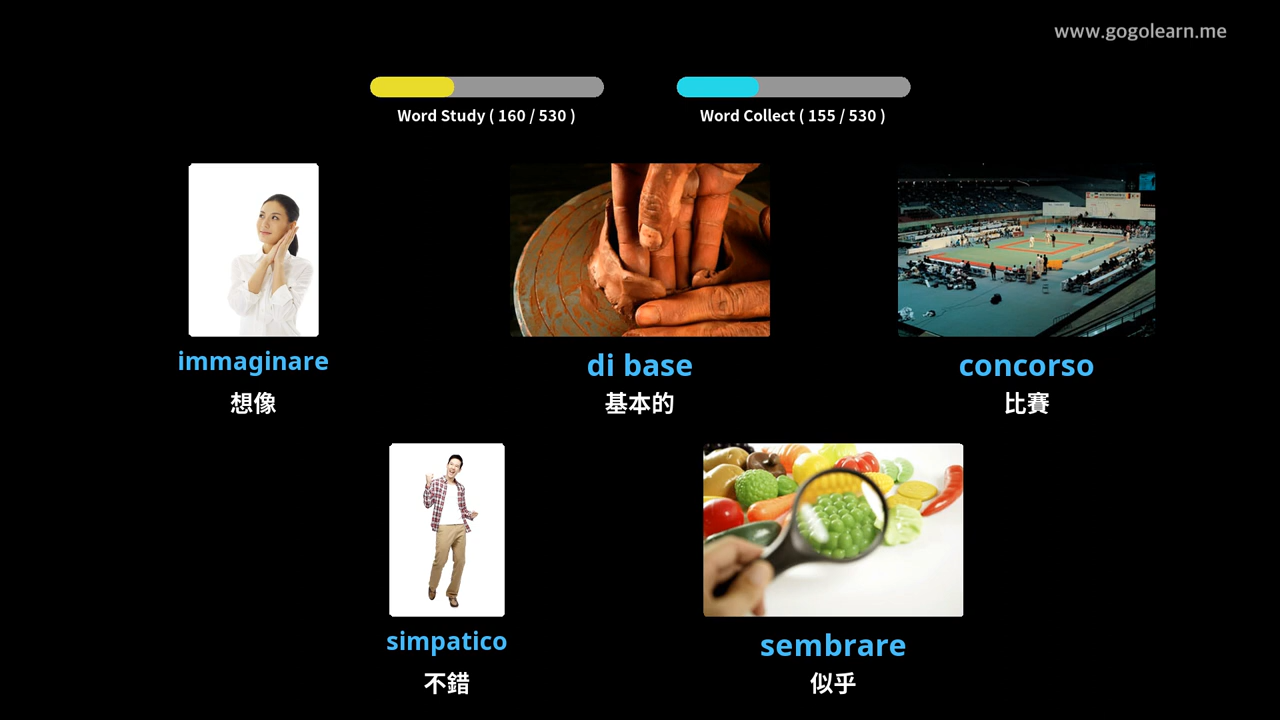 www.gogolearn.me
Word Study ( 160 / 530 )
Word Collect ( 155 / 530 )
immaginare
想像
di base
基本的
concorso
比賽
simpatico
不錯
sembrare
似乎